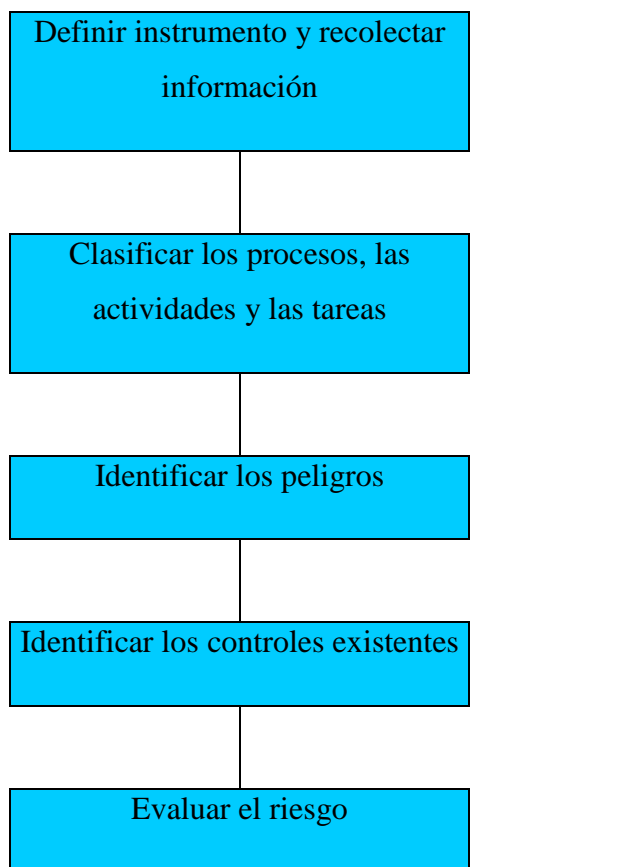 Definir instrumento y recolectar
información
Clasificar los procesos, las
actividades y las tareas
Identificar los peligros
Identificar los controles existentes
Evaluar el riesgo